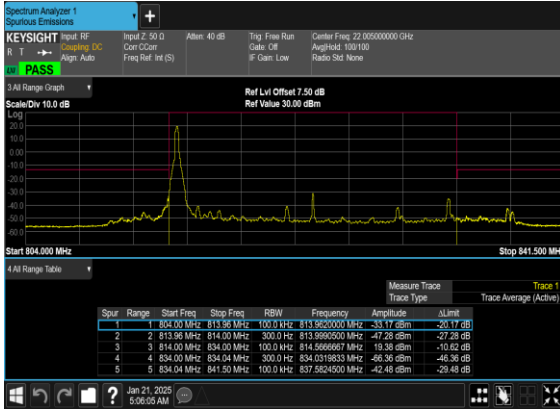 Spectrum Analyzer 1
Spurious Emissions
KEYSIGHT Input: RF Input Z: 50 Ω Atten: 40 dB Trig: Free Run Center Freq: 22.005000000 GHz
R T Coupling: DC Corr CCorr Gate: Off Avg|Hold: 100/100
Align: Auto Freq Ref: Int (S) IF Gain: Low Radio Std: None
PASS
3 All Range Graph
Ref Lvl Offset 7.50 dB
Scale/Div 10.0 dB Ref Value 30.00 dBm
Log
20.0
10.0
0.00
-10.0
-20.0
-30.0
-40.0
-50.0
-60.0
Start 804.000 MHz Stop 841.500 MH
4 All Range Table
Measure Trace Trace 1
Trace Type Trace Average (Active)
Spur Range Start Freq Stop Freq RBW Frequency Amplitude ΔLimit
1 1 804.00 MHz 813.96 MHz 100.0 kHz 813.9620000 MHz -33.17 dBm -20.17 dB
2 2 813.96 MHz 814.00 MHz 300.0 Hz 813.9990500 MHz -47.28 dBm -27.28 dB
3 3 814.00 MHz 834.00 MHz 100.0 kHz 814.5666667 MHz 19.38 dBm -10.62 dB
4 4 834.00 MHz 834.04 MHz 300.0 Hz 834.0319833 MHz -66.36 dBm -46.36 dB
5 5 834.04 MHz 841.50 MHz 100.0 kHz 837.5824500 MHz -42.48 dBm -29.48 dB
Jan 21, 2025
5:06:05 AM